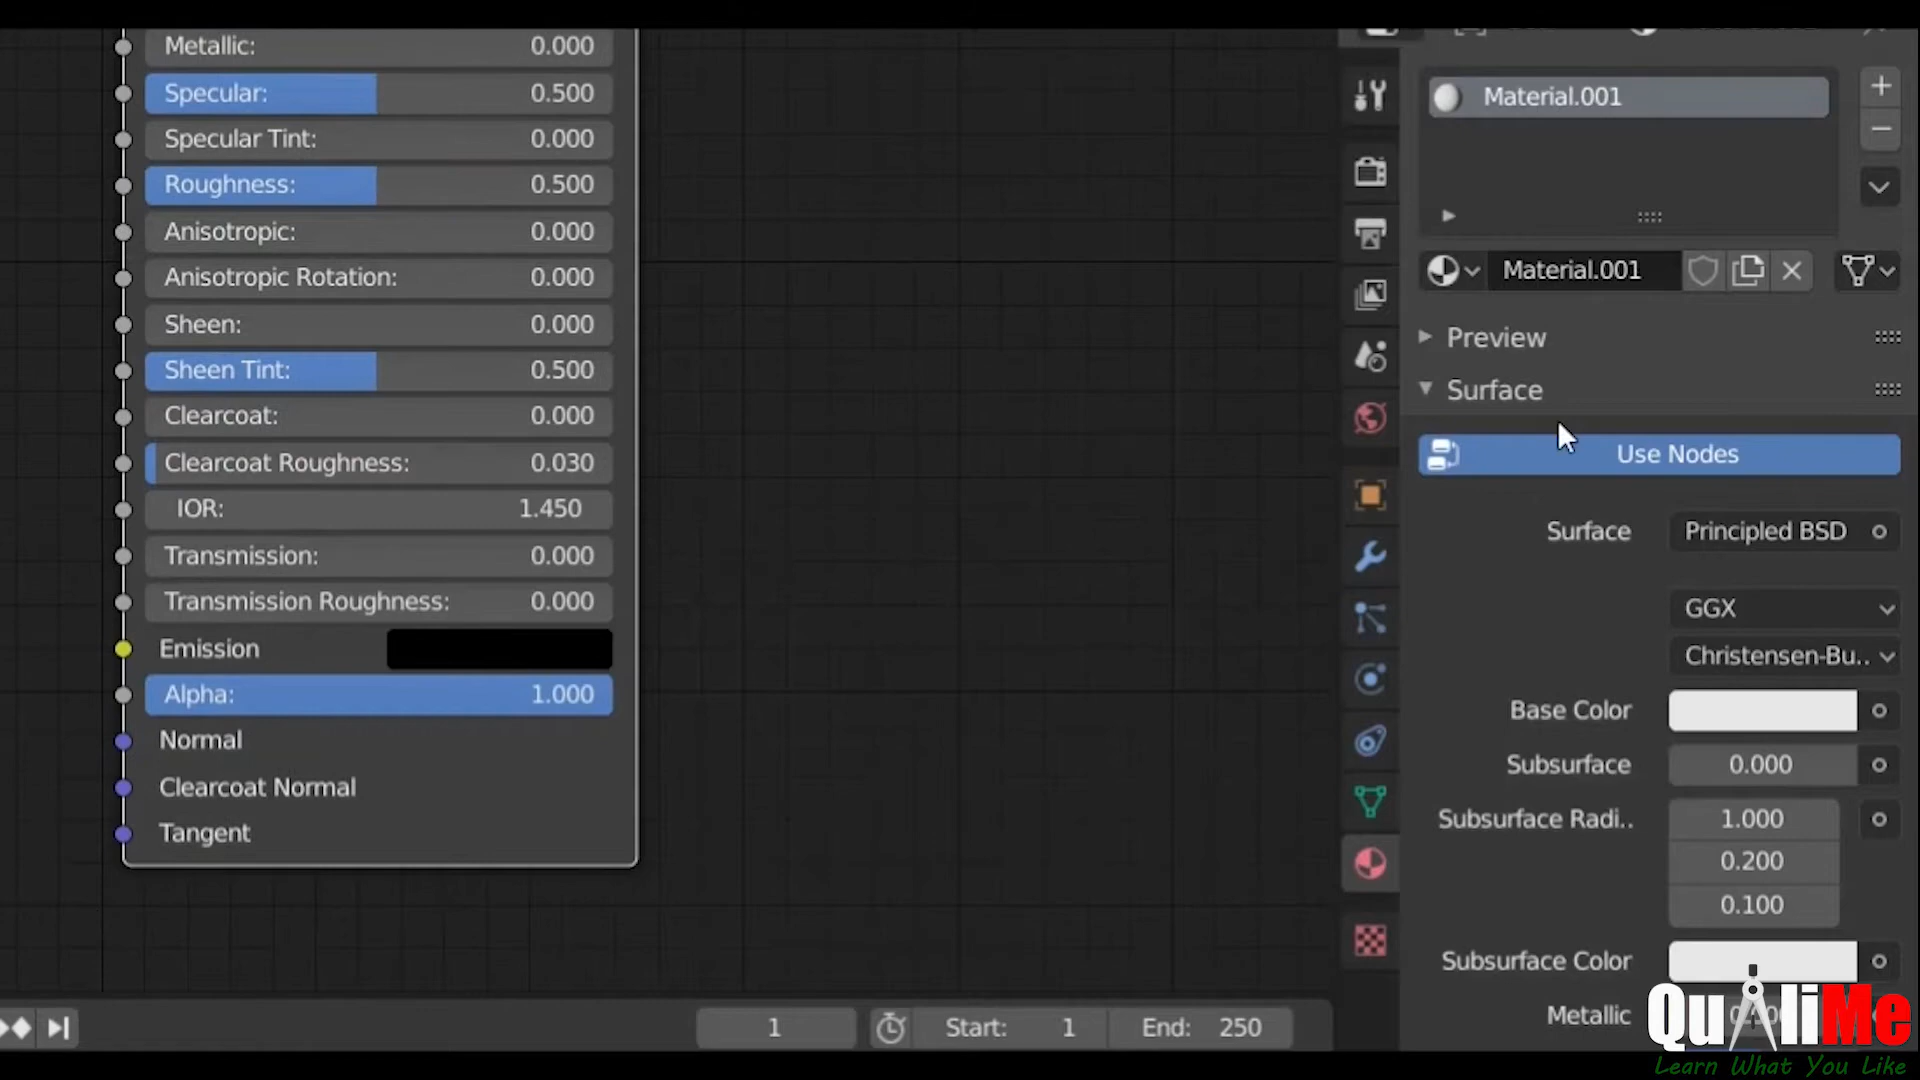 Metallic: 0.000
Specular: 0.500
Specular Tint: 0.000
Roughness: 0.500
Anisotropic: 0.000
Anisotropic Rotation: 0.000
Sheen: 0.000
Sheen Tint: 0.500
Clearcoat: 0.000
Clearcoat Roughness: 0.030
IOR: 1.450
Transmission: 0.000
Transmission Roughness: 0.000
Emission
Alpha: 1.000
Normal
Clearcoat Normal
Tangent
1
Start: 1
End: 250
Material.001
Material.001
Preview
Surface
Use Nodes
Surface Principled BSD
GGX
Christensen-Bu..
Base Color
Subsurface 0.000
Subsurface Radi.. 1.000
0.200
0.100
Subsurface Color
Metallic
QuAliMe
Learn What You Like